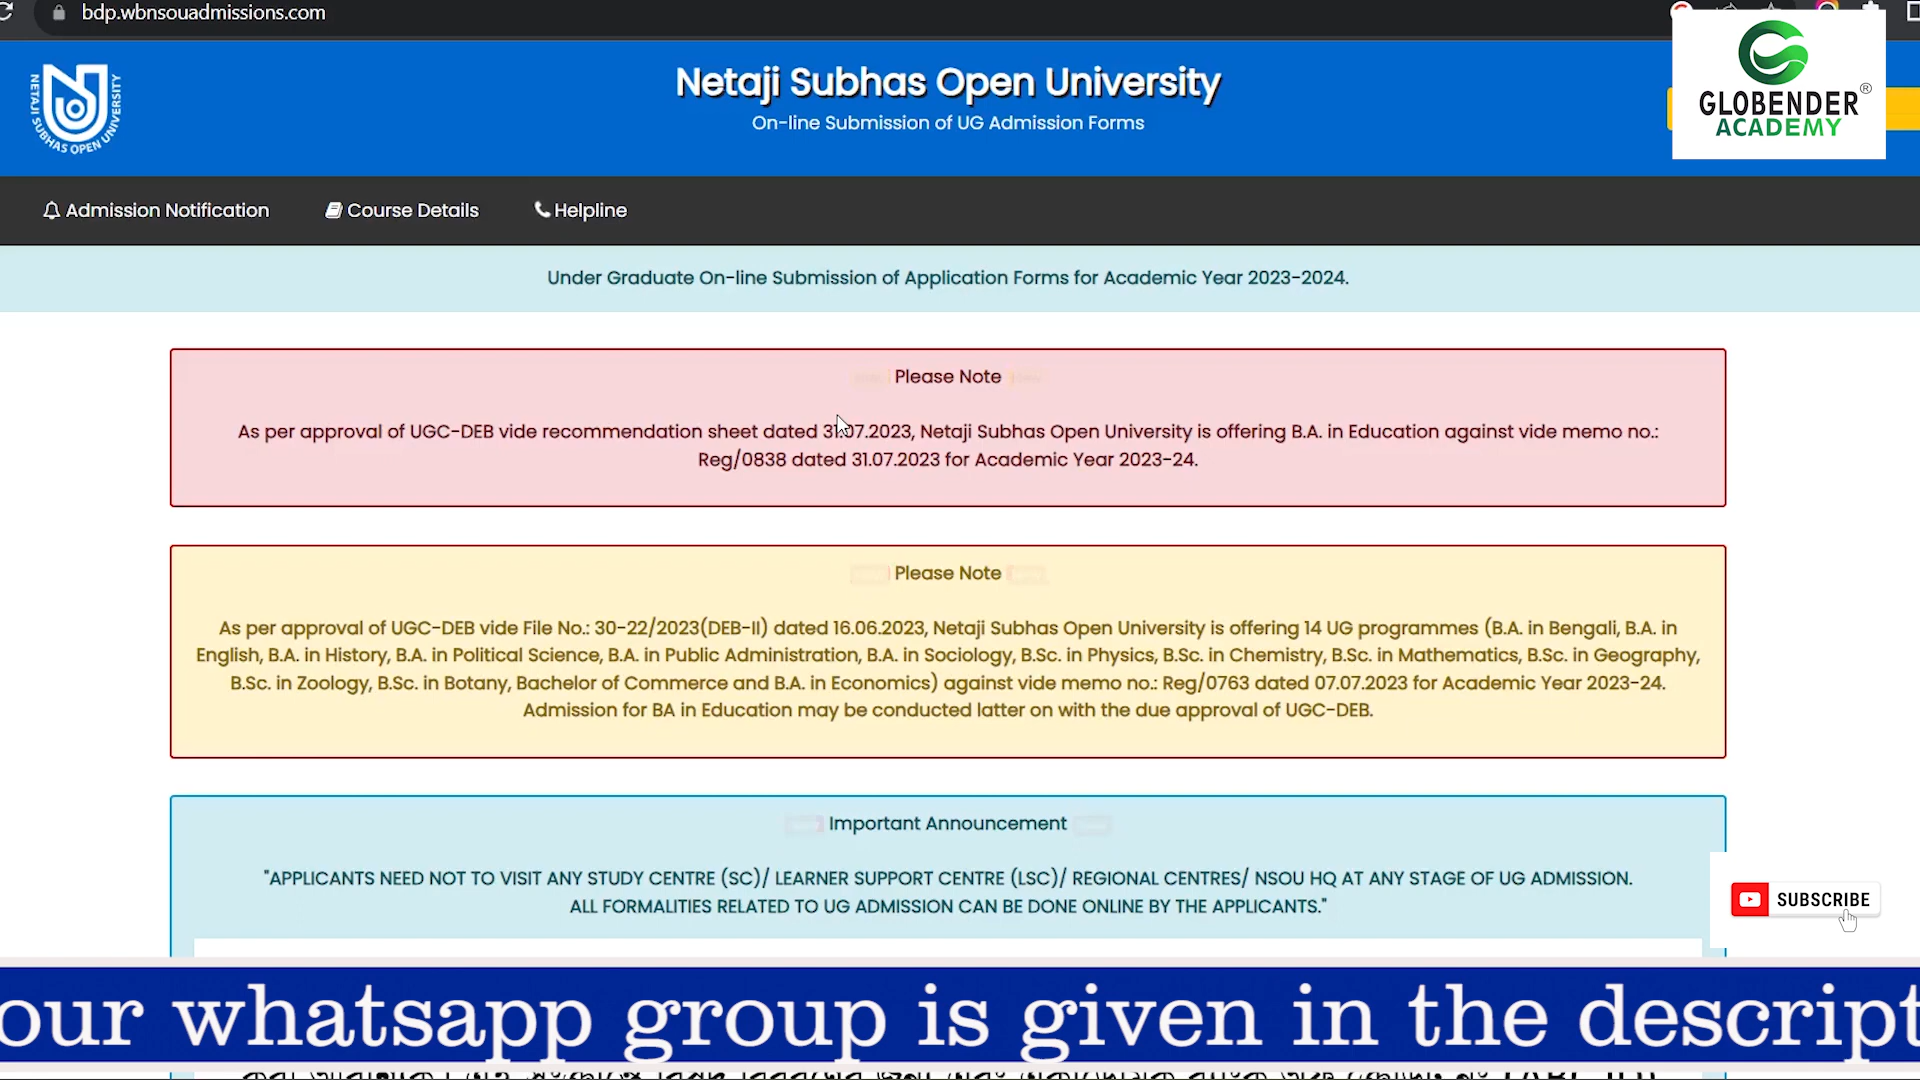 bdp.wbnsouadmissions.com
GLOBENDER®
ACADEMY
NETAJI SUBHAS OPEN UNIVERSITY
Netaji Subhas Open University
On-line Submission of UG Admission Forms
Admission Notification Course Details Helpline
Under Graduate On-line Submission of Application Forms for Academic Year 2023-2024.
Please Note
As per approval of UGC-DEB vide recommendation sheet dated 31.07.2023, Netaji Subhas Open University is offering B.A. in Education against vide memo no.:
Reg/0838 dated 31.07.2023 for Academic Year 2023-24.
Please Note
As per approval of UGC-DEB vide File No.: 30-22/2023(DEB-II) dated 16.06.2023, Netaji Subhas Open University is offering 14 UG programmes (B.A. in Bengali, B.A. in
English, B.A. in History, B.A. in Political Science, B.A. in Public Administration, B.A. in Sociology, B.Sc. in Physics, B.Sc. in Chemistry, B.Sc. in Mathematics, B.Sc. in Geography,
B.Sc. in Zoology, B.Sc. in Botany, Bachelor of Commerce and B.A. in Economics) against vide memo no.: Reg/0763 dated 07.07.2023 for Academic Year 2023-24.
Admission for BA in Education may be conducted latter on with the due approval of UGC-DEB.
Important Announcement
"APPLICANTS NEED NOT TO VISIT ANY STUDY CENTRE (SC)/ LEARNER SUPPORT CENTRE (LSC)/ REGIONAL CENTRES/ NSOU HQ AT ANY STAGE OF UG ADMISSION.
ALL FORMALITIES RELATED TO UG ADMISSION CAN BE DONE ONLINE BY THE APPLICANTS."
SUBSCRIBE
our whatsapp group is given in the descript